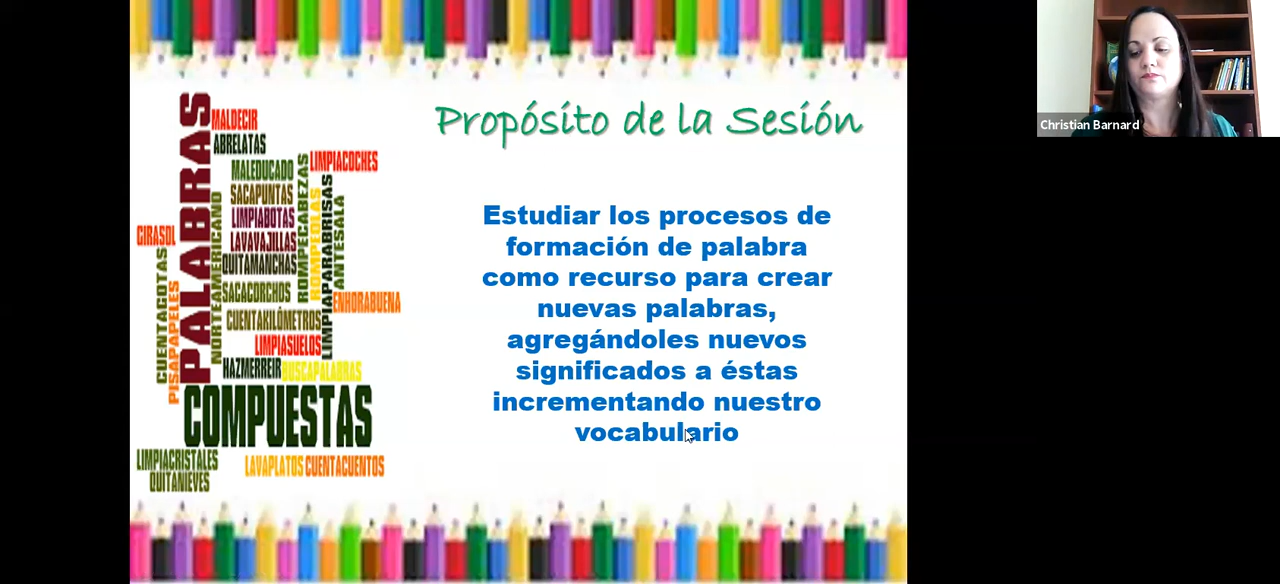 Propósito de la Sesión
Estudiar los procesos de
formación de palabra
como recurso para crear
nuevas palabras,
agregándoles nuevos
significados a éstas
incrementando nuestro
vocabulario
PALABRAS
COMPUESTAS
MALDECIR
ABRELATAS
MALEDUCADO
LIMPIACOCHES
SACAPUNTAS
LIMPIABOTAS
LAVAVAJILLAS
QUITAMANCHAS
SACACORCHOS
CUENTAKILÓMETROS
LIMPIASUELOS
HAZMERREIR
BUSCAPALABRAS
GIRASOL
CUENTAGOTAS
PISAPAPELES
NORTEAMERICANO
ROMPECABEZAS
ROMPEOLAS
LIMPIAPARABRISAS
ANTESALA
ENHORABUENA
LIMPIACRISTALES
QUITANIEVES
LAVAPLATOS
CUENTACUENTOS
Christian Barnard